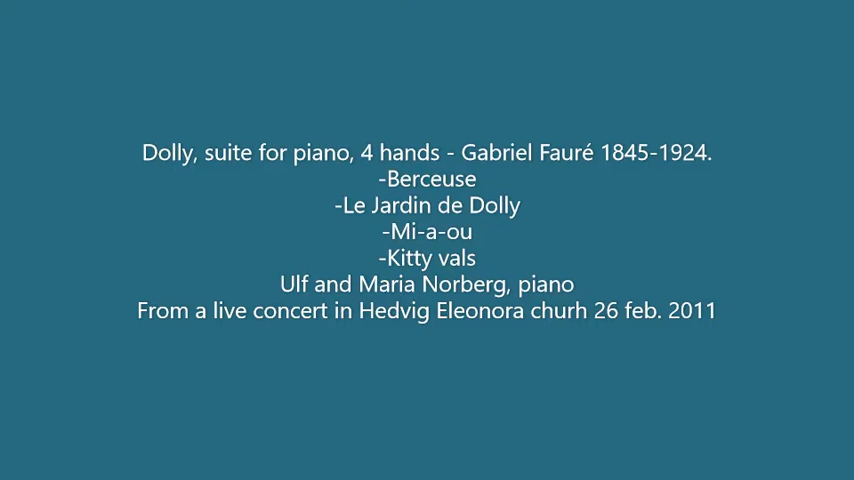 Dolly, suite for piano, 4 hands - Gabriel Fauré 1845-1924.
-Berceuse
-Le Jardin de Dolly
-Mi-a-ou
-Kitty vals
Ulf and Maria Norberg, piano
From a live concert in Hedvig Eleonora churh 26 feb. 2011